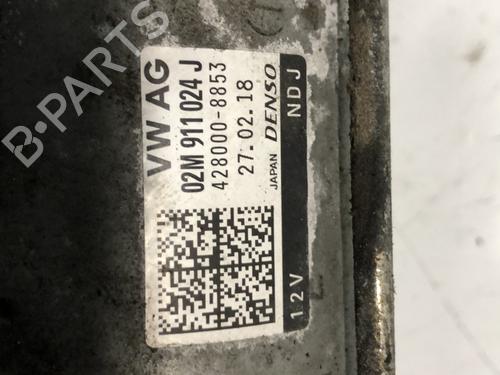 B-PARTS
VW AG
02M 911 024 J
428000-8853
27.02.18
JAPAN DENSO
12V NDJ